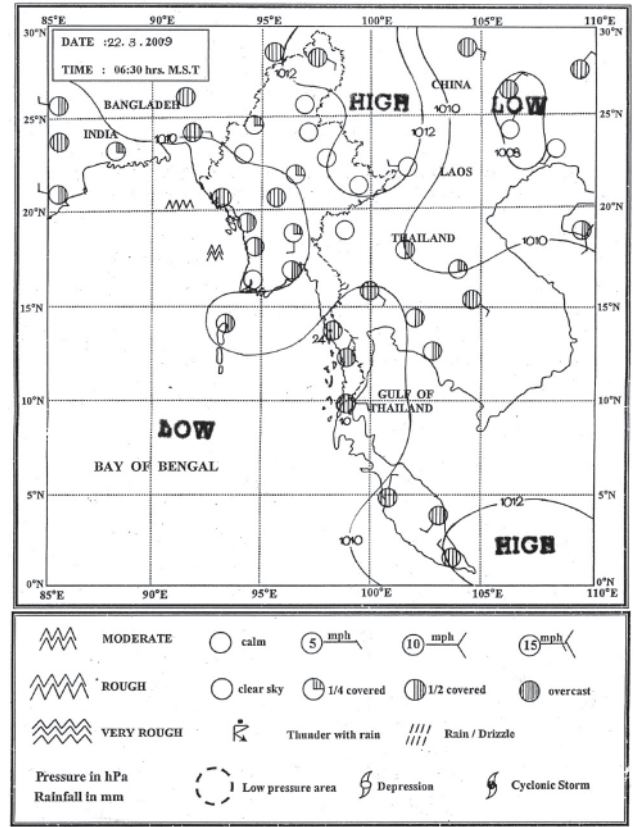 85°E 90°E 95°E 100°E 105°E 110°E
30°N 30°N
DATE :22.3.2009
TIME : 06:30 hrs. M.S.T
1012
HIGH
CHINA
1010
LOW
BANGLADESH
25°N 25°N
INDIA
1010
1012
1008
LAOS
20°N 20°N
THAILAND
1010
15°N 15°N
24
GULF OF
THAILAND
10°N 10°N
10
LOW
BAY OF BENGAL
5°N 5°N
1012
1010
HIGH
0°N 0°N
85°E 90°E 95°E 100°E 105°E 110°E
MODERATE calm 5 mph 10 mph 15 mph
ROUGH clear sky 1/4 covered 1/2 covered overcast
VERY ROUGH Thunder with rain Rain / Drizzle
Pressure in hPa
Rainfall in mm
Low pressure area Depression Cyclonic Storm